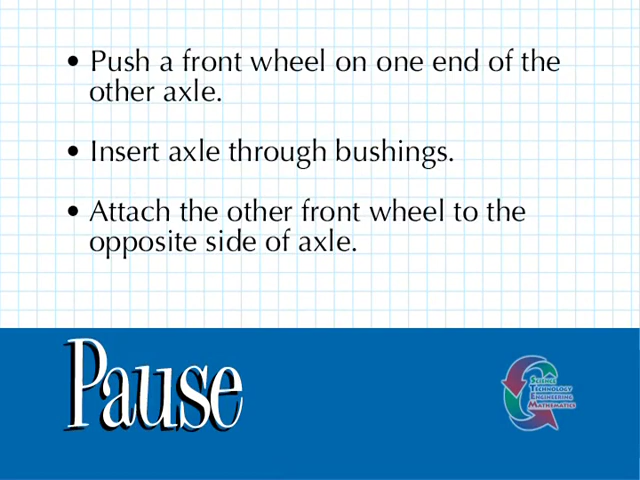 • Push a front wheel on one end of the
other axle.
• Insert axle through bushings.
• Attach the other front wheel to the
opposite side of axle.
Pause
Science
Technology
Engineering
Mathematics